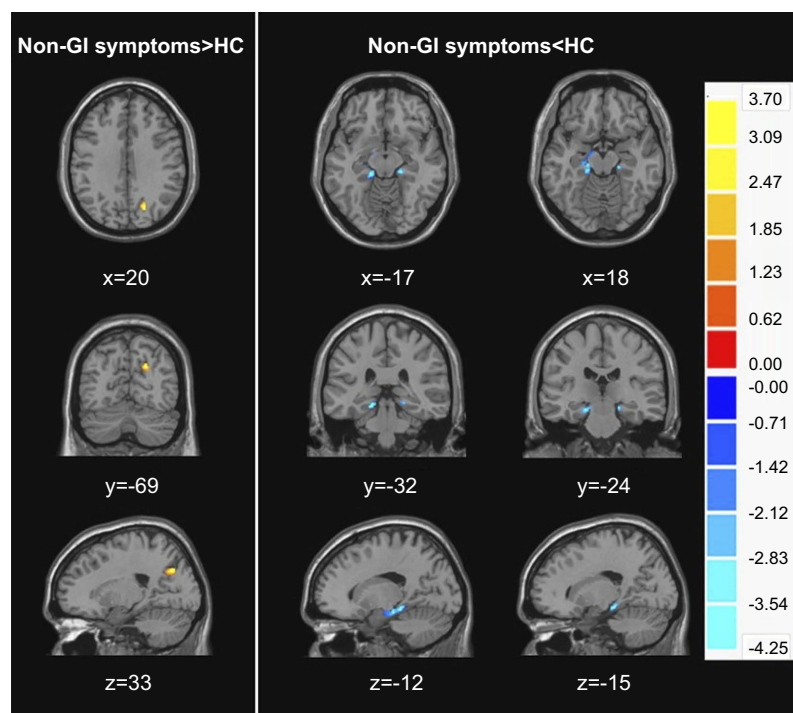 Non-GI symptoms>HC
Non-GI symptoms<HC
x=20
x=-17
x=18
y=-69
y=-32
y=-24
z=33
z=-12
z=-15
3.70
3.09
2.47
1.85
1.23
0.62
0.00
-0.00
-0.71
-1.42
-2.12
-2.83
-3.54
-4.25